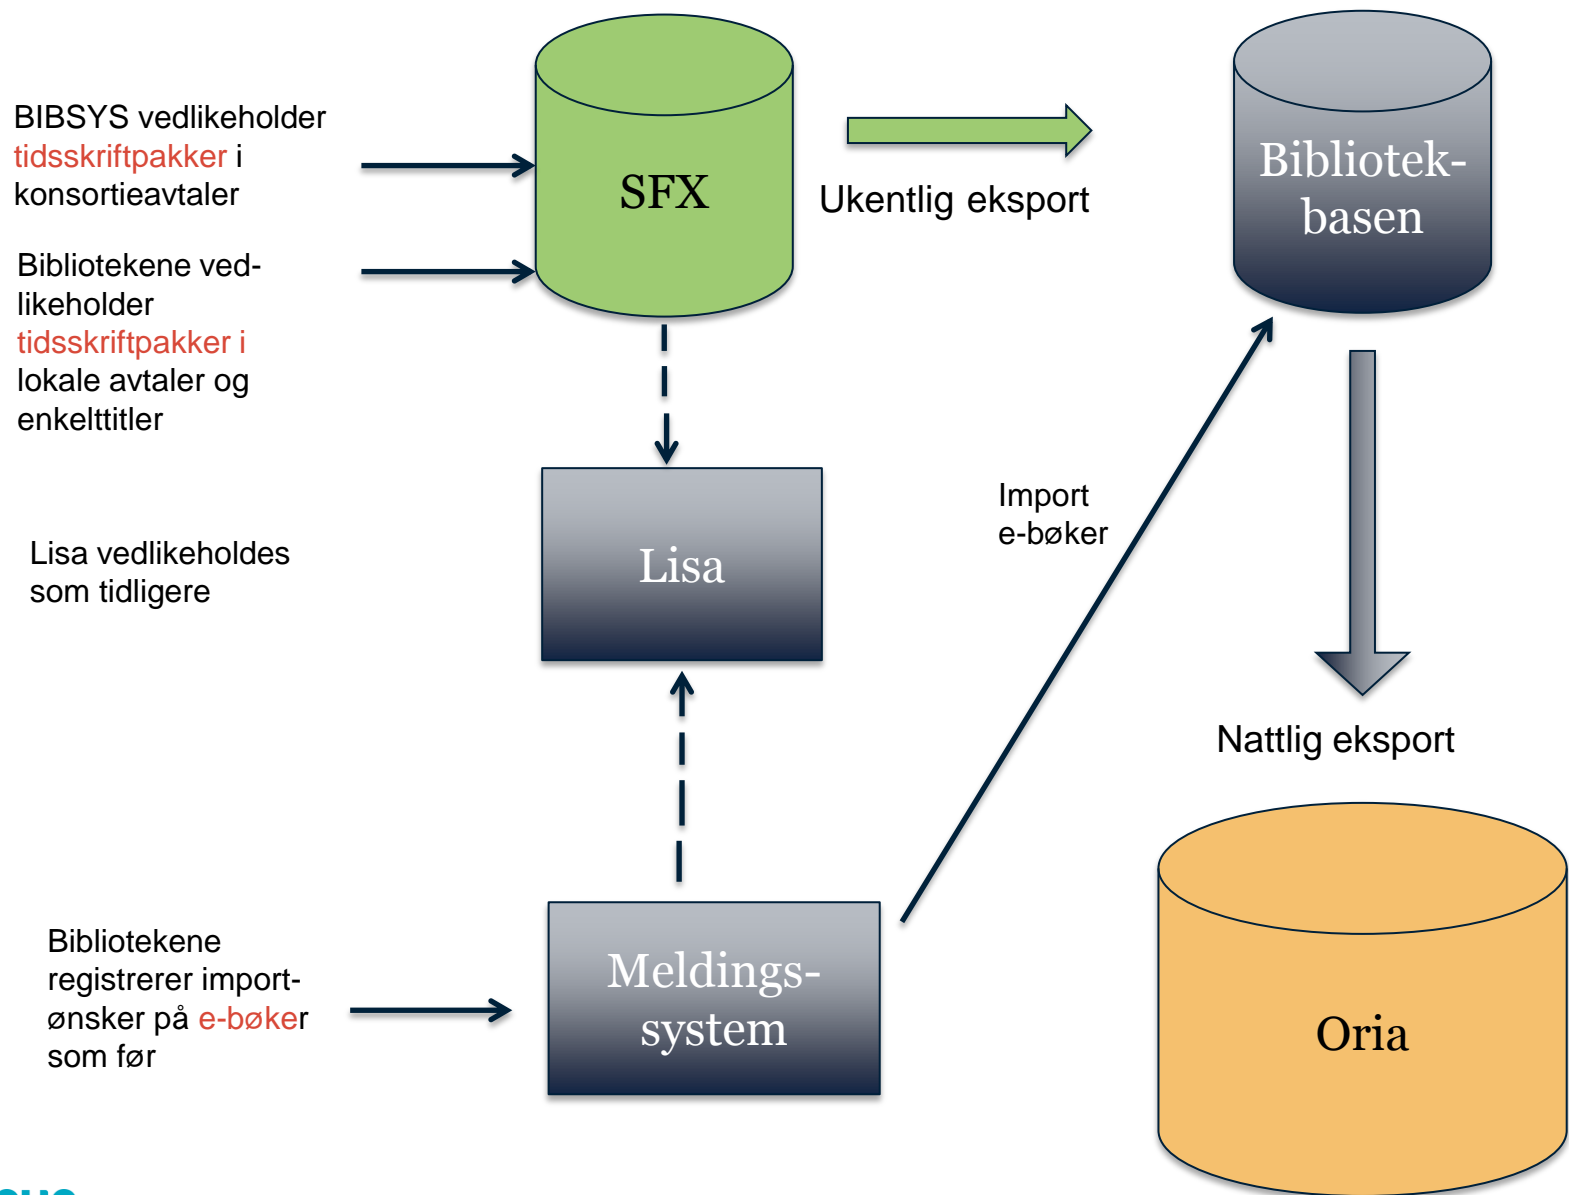 BIBSYS vedlikeholder
tidsskriftpakker i
konsortieavtaler
SFX
Ukentlig eksport
Bibliotek-
basen
Bibliotekene ved-
likeholder
tidsskriftpakker i
lokale avtaler og
enkelttitler
Import
e-bøker
Lisa vedlikeholdes
som tidligere
Lisa
Nattlig eksport
Bibliotekene
registrerer import-
ønsker på e-bøker
som før
Meldings-
system
Oria